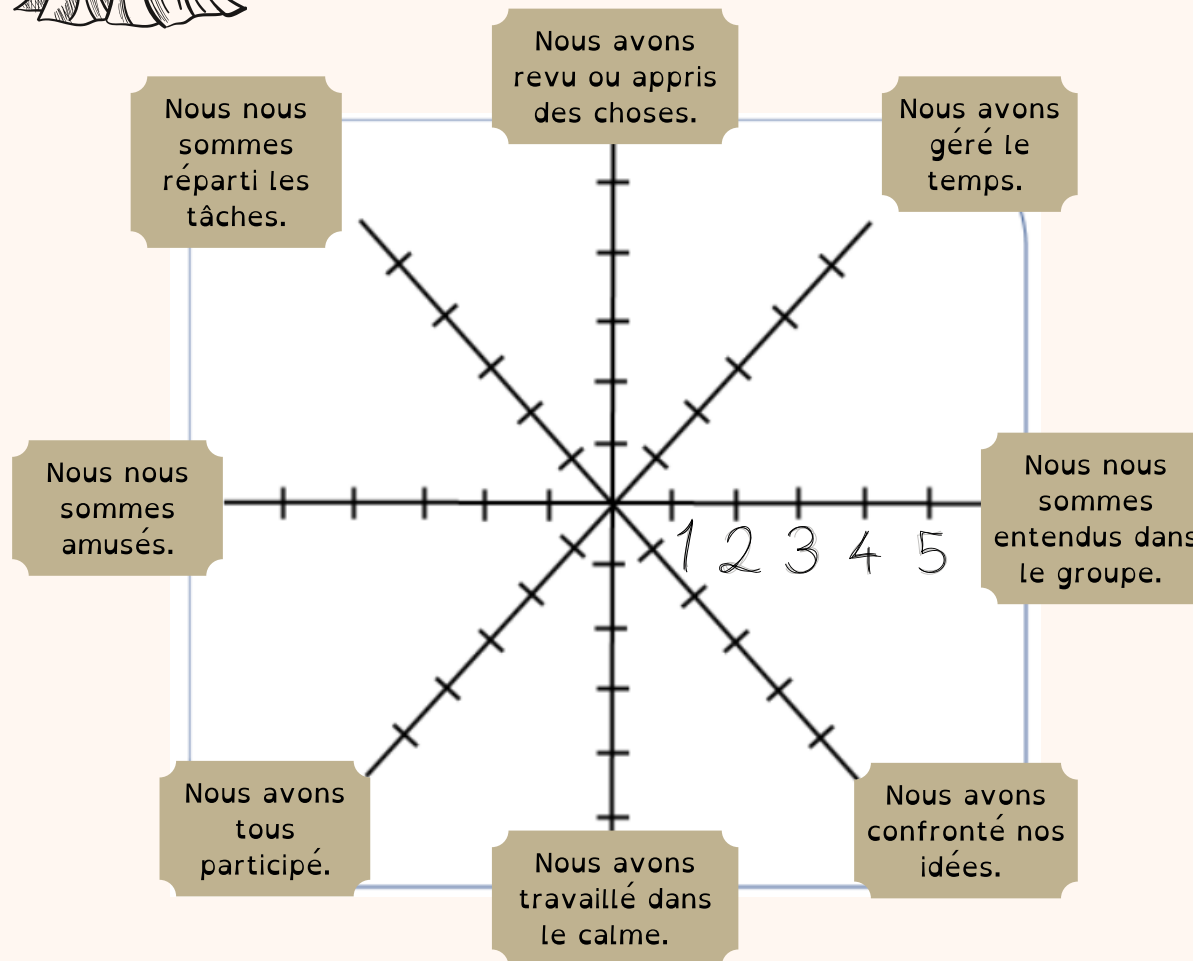 Nous avons
revu ou appris
des choses.
Nous nous
sommes
réparti les
tâches.
Nous avons
géré le
temps.
Nous nous
sommes
amusés.
Nous nous
sommes
entendus dans
le groupe.
1 2 3 4 5
Nous avons
tous
participé.
Nous avons
confronté nos
idées.
Nous avons
travaillé dans
le calme.